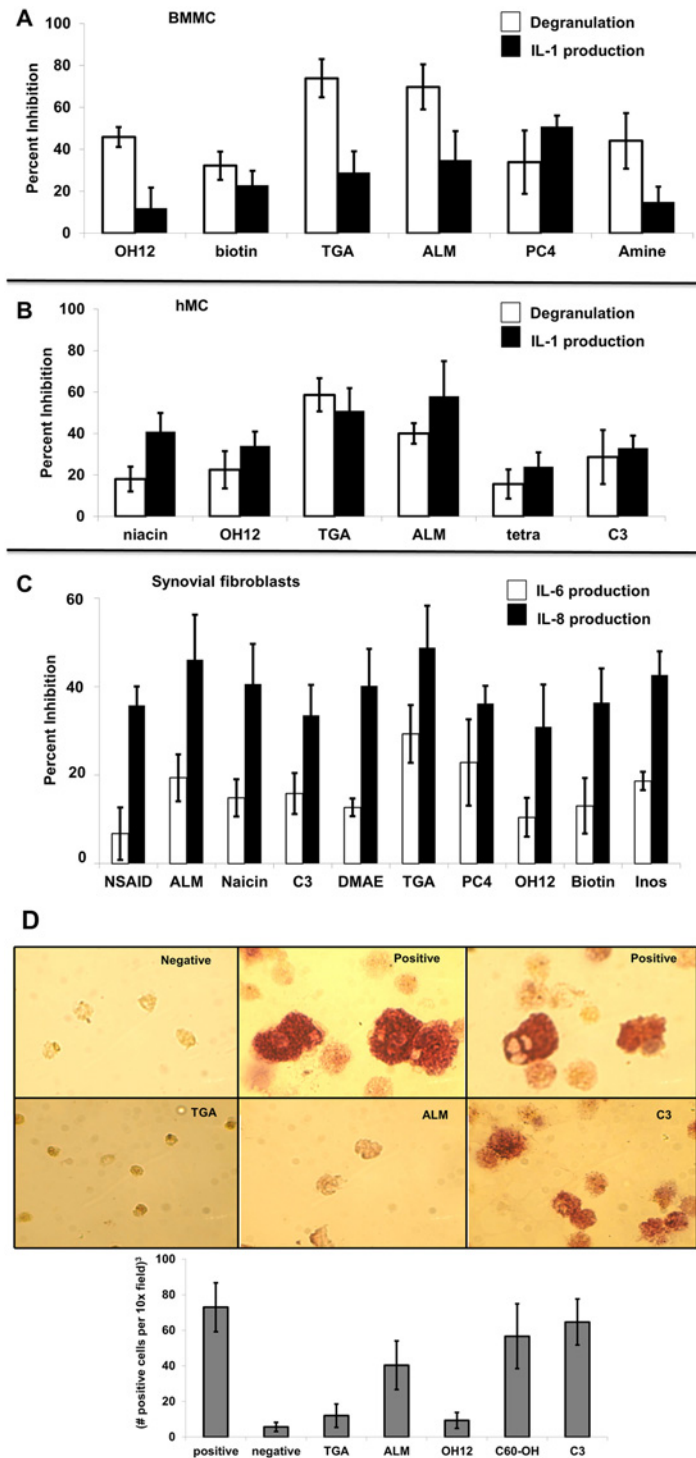 A
BMMC
Degranulation
IL-1 production
Percent Inhibition
100
80
60
40
20
0
OH12 biotin TGA ALM PC4 Amine
B
hMC
Degranulation
IL-1 production
Percent Inhibition
100
80
60
40
20
0
niacin OH12 TGA ALM tetra C3
C
Synovial fibroblasts
IL-6 production
IL-8 production
Percent Inhibition
60
40
20
0
NSAID ALM Naicin C3 DMAE TGA PC4 OH12 Biotin Inos
D
Negative Positive Positive
TGA ALM C3
(# positive cells per 10x field)³
100
80
60
40
20
0
positive negative TGA ALM OH12 C60-OH C3